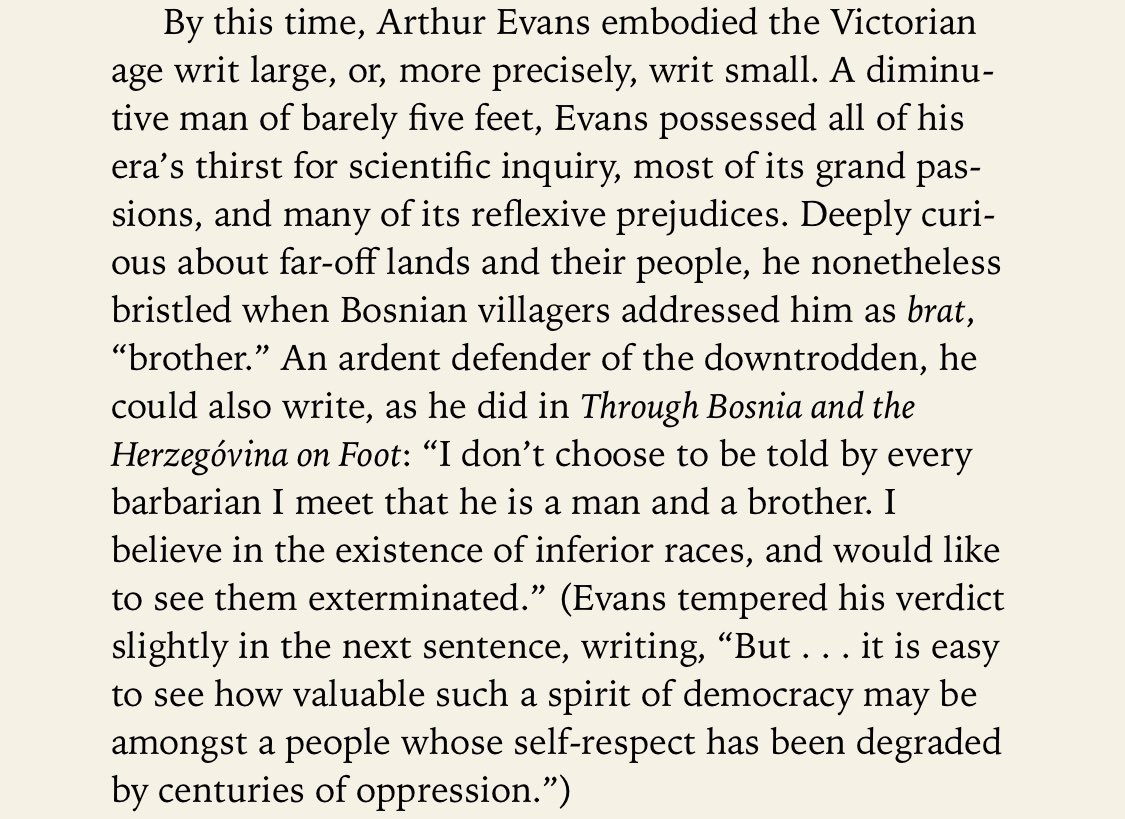 By this time, Arthur Evans embodied the Victorian
age writ large, or, more precisely, writ small. A diminu-
tive man of barely five feet, Evans possessed all of his
era’s thirst for scientific inquiry, most of its grand pas-
sions, and many of its reflexive prejudices. Deeply curi-
ous about far-off lands and their people, he nonetheless
bristled when Bosnian villagers addressed him as brat,
“brother.” An ardent defender of the downtrodden, he
could also write, as he did in Through Bosnia and the
Herzegóvina on Foot: “I don’t choose to be told by every
barbarian I meet that he is a man and a brother. I
believe in the existence of inferior races, and would like
to see them exterminated.” (Evans tempered his verdict
slightly in the next sentence, writing, “But . . . it is easy
to see how valuable such a spirit of democracy may be
amongst a people whose self-respect has been degraded
by centuries of oppression.”)